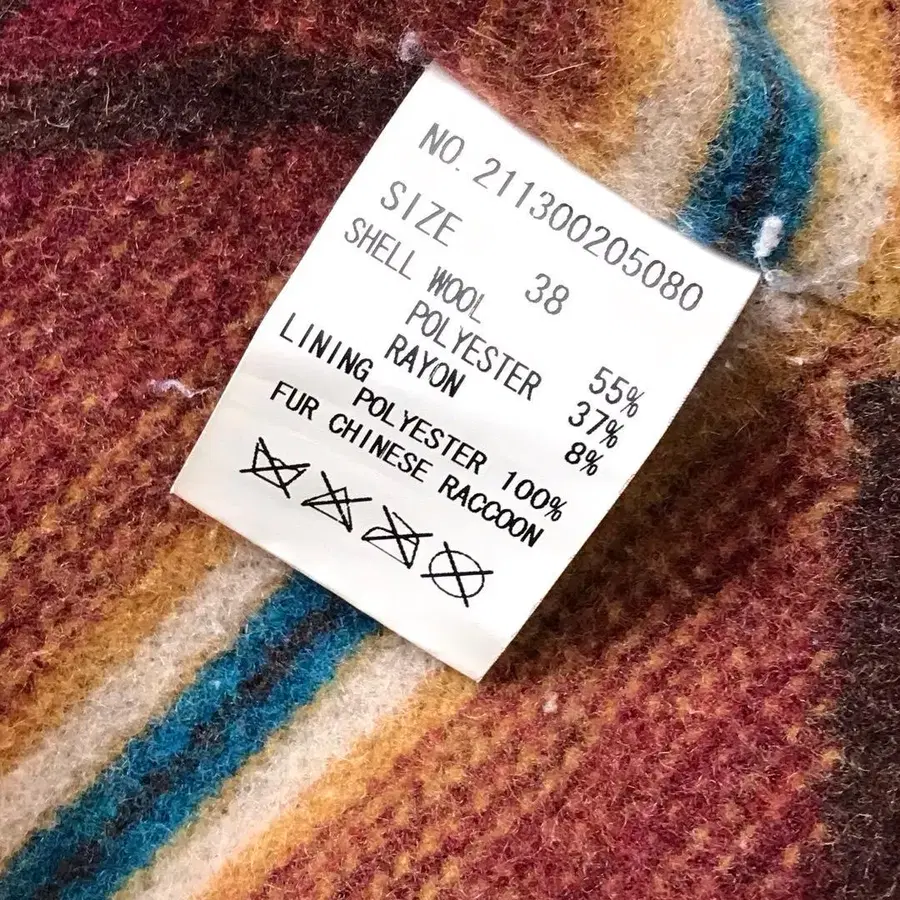 NO. 211300205080
SIZE 38
SHELL WOOL 55%
POLYESTER 37%
RAYON 8%
LINING
POLYESTER 100%
FUR CHINESE RACCOON